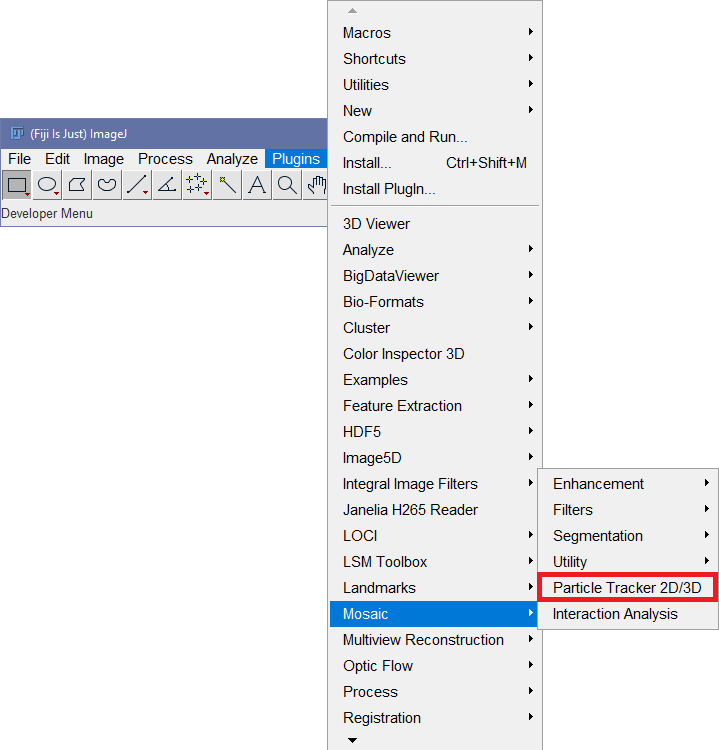 (Fiji Is Just) ImageJ
File Edit Image Process Analyze Plugins
Developer Menu
Macros
Shortcuts
Utilities
New
Compile and Run...
Install... Ctrl+Shift+M
Install PlugIn...
3D Viewer
Analyze
BigDataViewer
Bio-Formats
Cluster
Color Inspector 3D
Examples
Feature Extraction
HDF5
Image5D
Integral Image Filters
Janelia H265 Reader
LOCI
LSM Toolbox
Landmarks
Mosaic
Multiview Reconstruction
Optic Flow
Process
Registration
Enhancement
Filters
Segmentation
Utility
Particle Tracker 2D/3D
Interaction Analysis